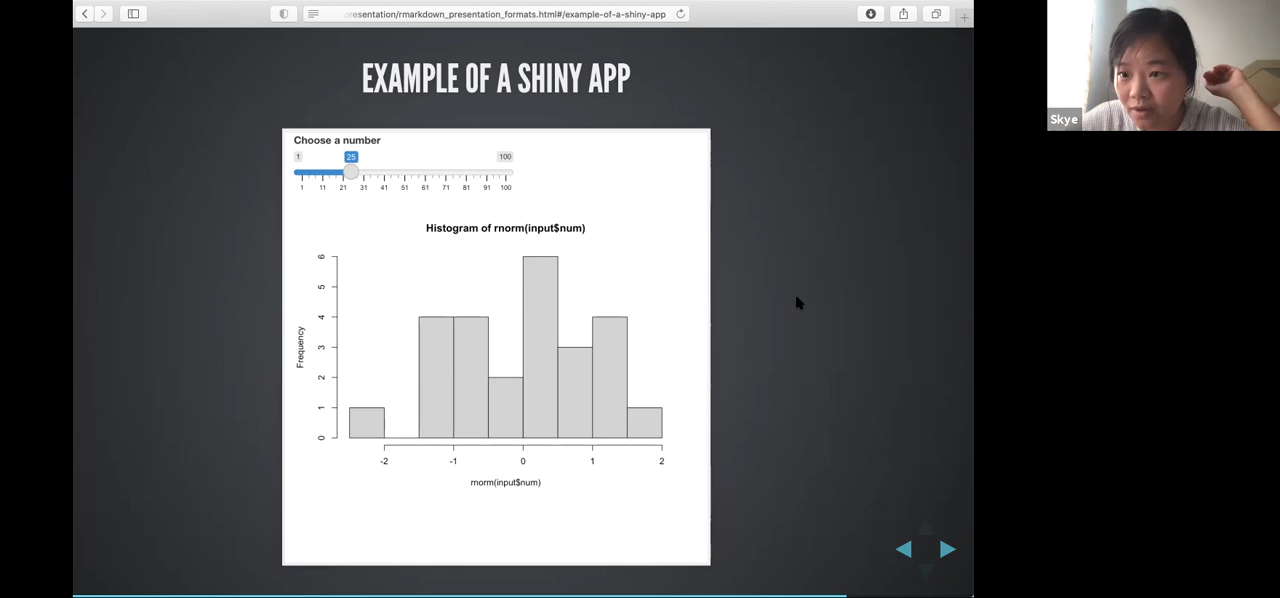 resentation/rmarkdown_presentation_formats.html#/example-of-a-shiny-app
Skye
EXAMPLE OF A SHINY APP
Choose a number
1 25 100
1 11 21 31 41 51 61 71 81 91 100
Histogram of rnorm(input$num)
Frequency
6
5
4
3
2
1
0
-2 -1 0 1 2
rnorm(input$num)